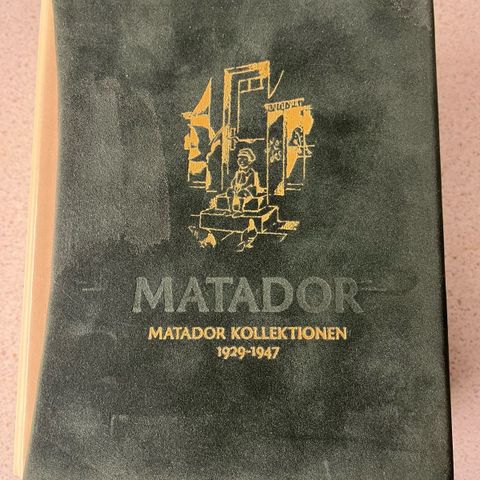 MATADOR
MATADOR KOLLEKTIONEN
1929-1947